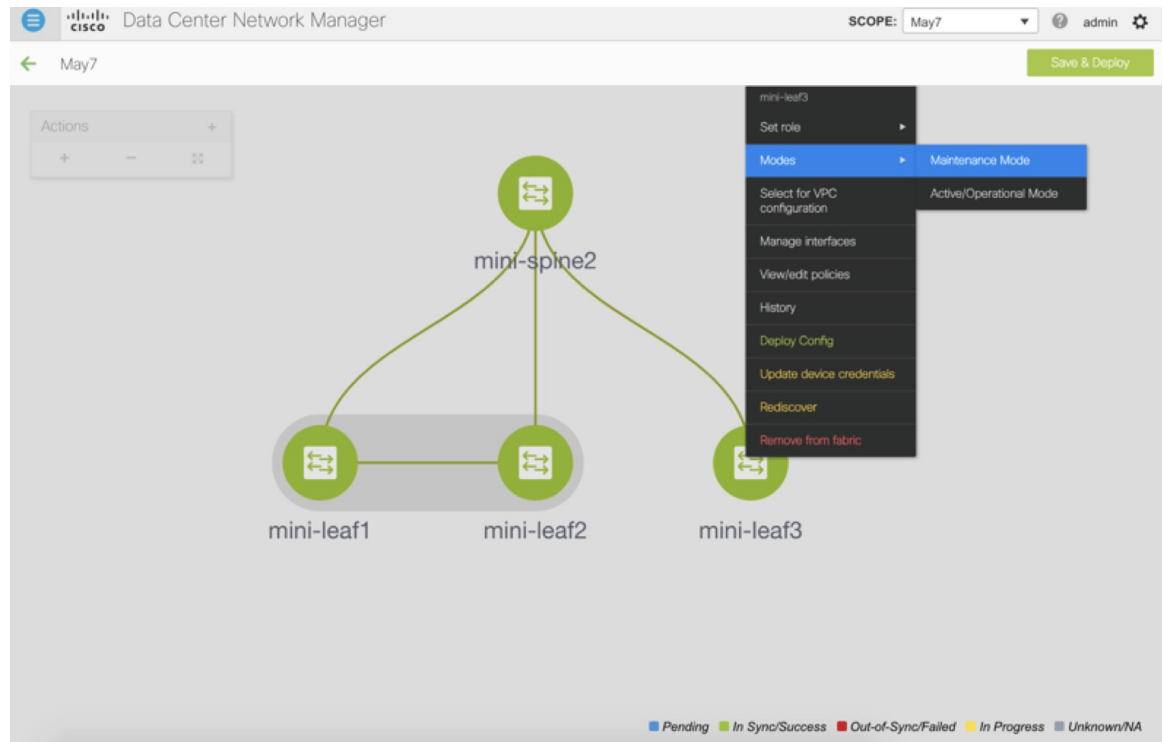 cisco Data Center Network Manager
SCOPE: May7
admin
May7
Save & Deploy
Actions +
+ −
mini-leaf3
Set role
Modes
Maintenance Mode
Select for VPC
configuration
Active/Operational Mode
Manage interfaces
View/edit policies
History
Deploy Config
Update device credentials
Rediscover
Remove from fabric
mini-spine2
mini-leaf1
mini-leaf2
mini-leaf3
Pending In Sync/Success Out-of-Sync/Failed In Progress Unknown/NA